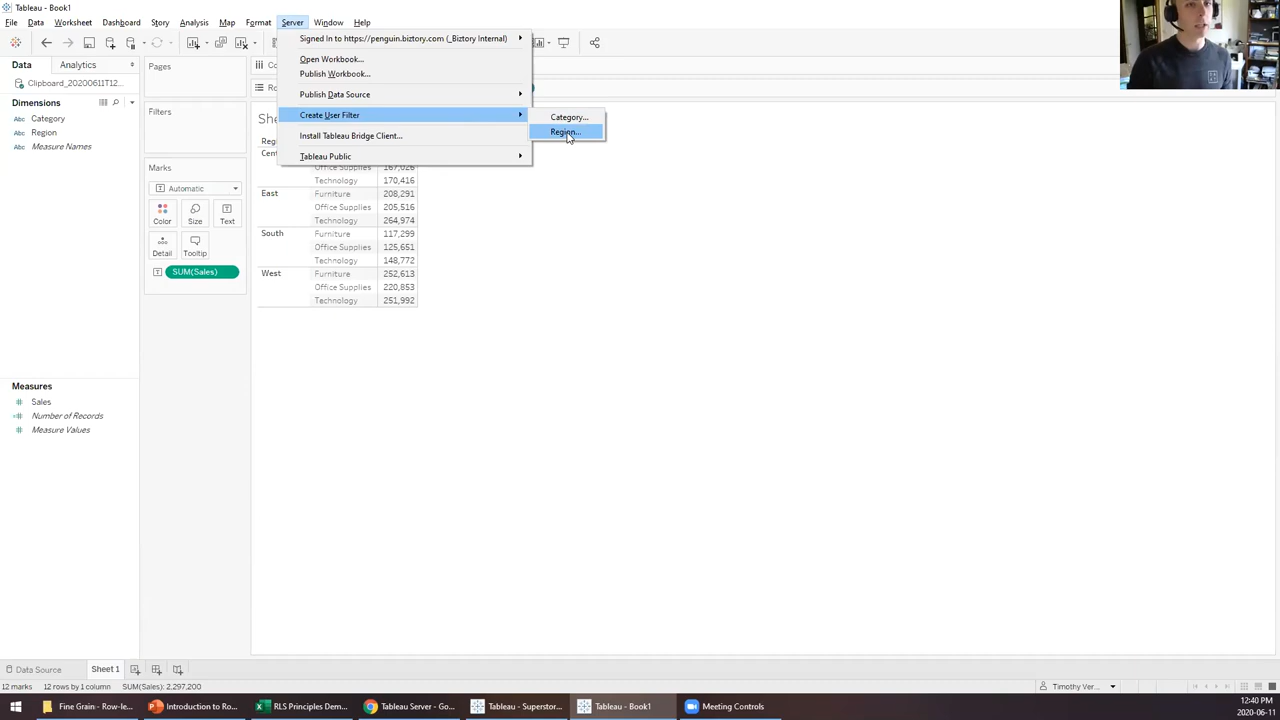 Tableau - Book1
File Data Worksheet Dashboard Story Analysis Map Format Server Window Help
Data Analytics
Clipboard_20200611T12...
Dimensions
Abc Category
Abc Region
Abc Measure Names
Measures
Sales
Number of Records
Measure Values
Pages
Filters
Marks
Automatic
Color Size Text
Detail Tooltip
SUM(Sales)
Signed In to https://penguin.biztory.com (_Biztory Internal)
Open Workbook...
Publish Workbook...
Publish Data Source
Create User Filter
Install Tableau Bridge Client...
Tableau Public
Category...
Region...
Office Supplies 167,026
Technology 170,416
East Furniture 208,291
Office Supplies 205,516
Technology 264,974
South Furniture 117,299
Office Supplies 125,651
Technology 148,772
West Furniture 252,613
Office Supplies 220,853
Technology 251,992
Data Source Sheet 1
12 marks 12 rows by 1 column SUM(Sales): 2,297,200
Timothy Ver...
Fine Grain - Row-le... Introduction to Ro... RLS Principles Dem... Tableau Server - Go... Tableau - Superstor... Tableau - Book1 Meeting Controls
12:40 PM
2020-06-11